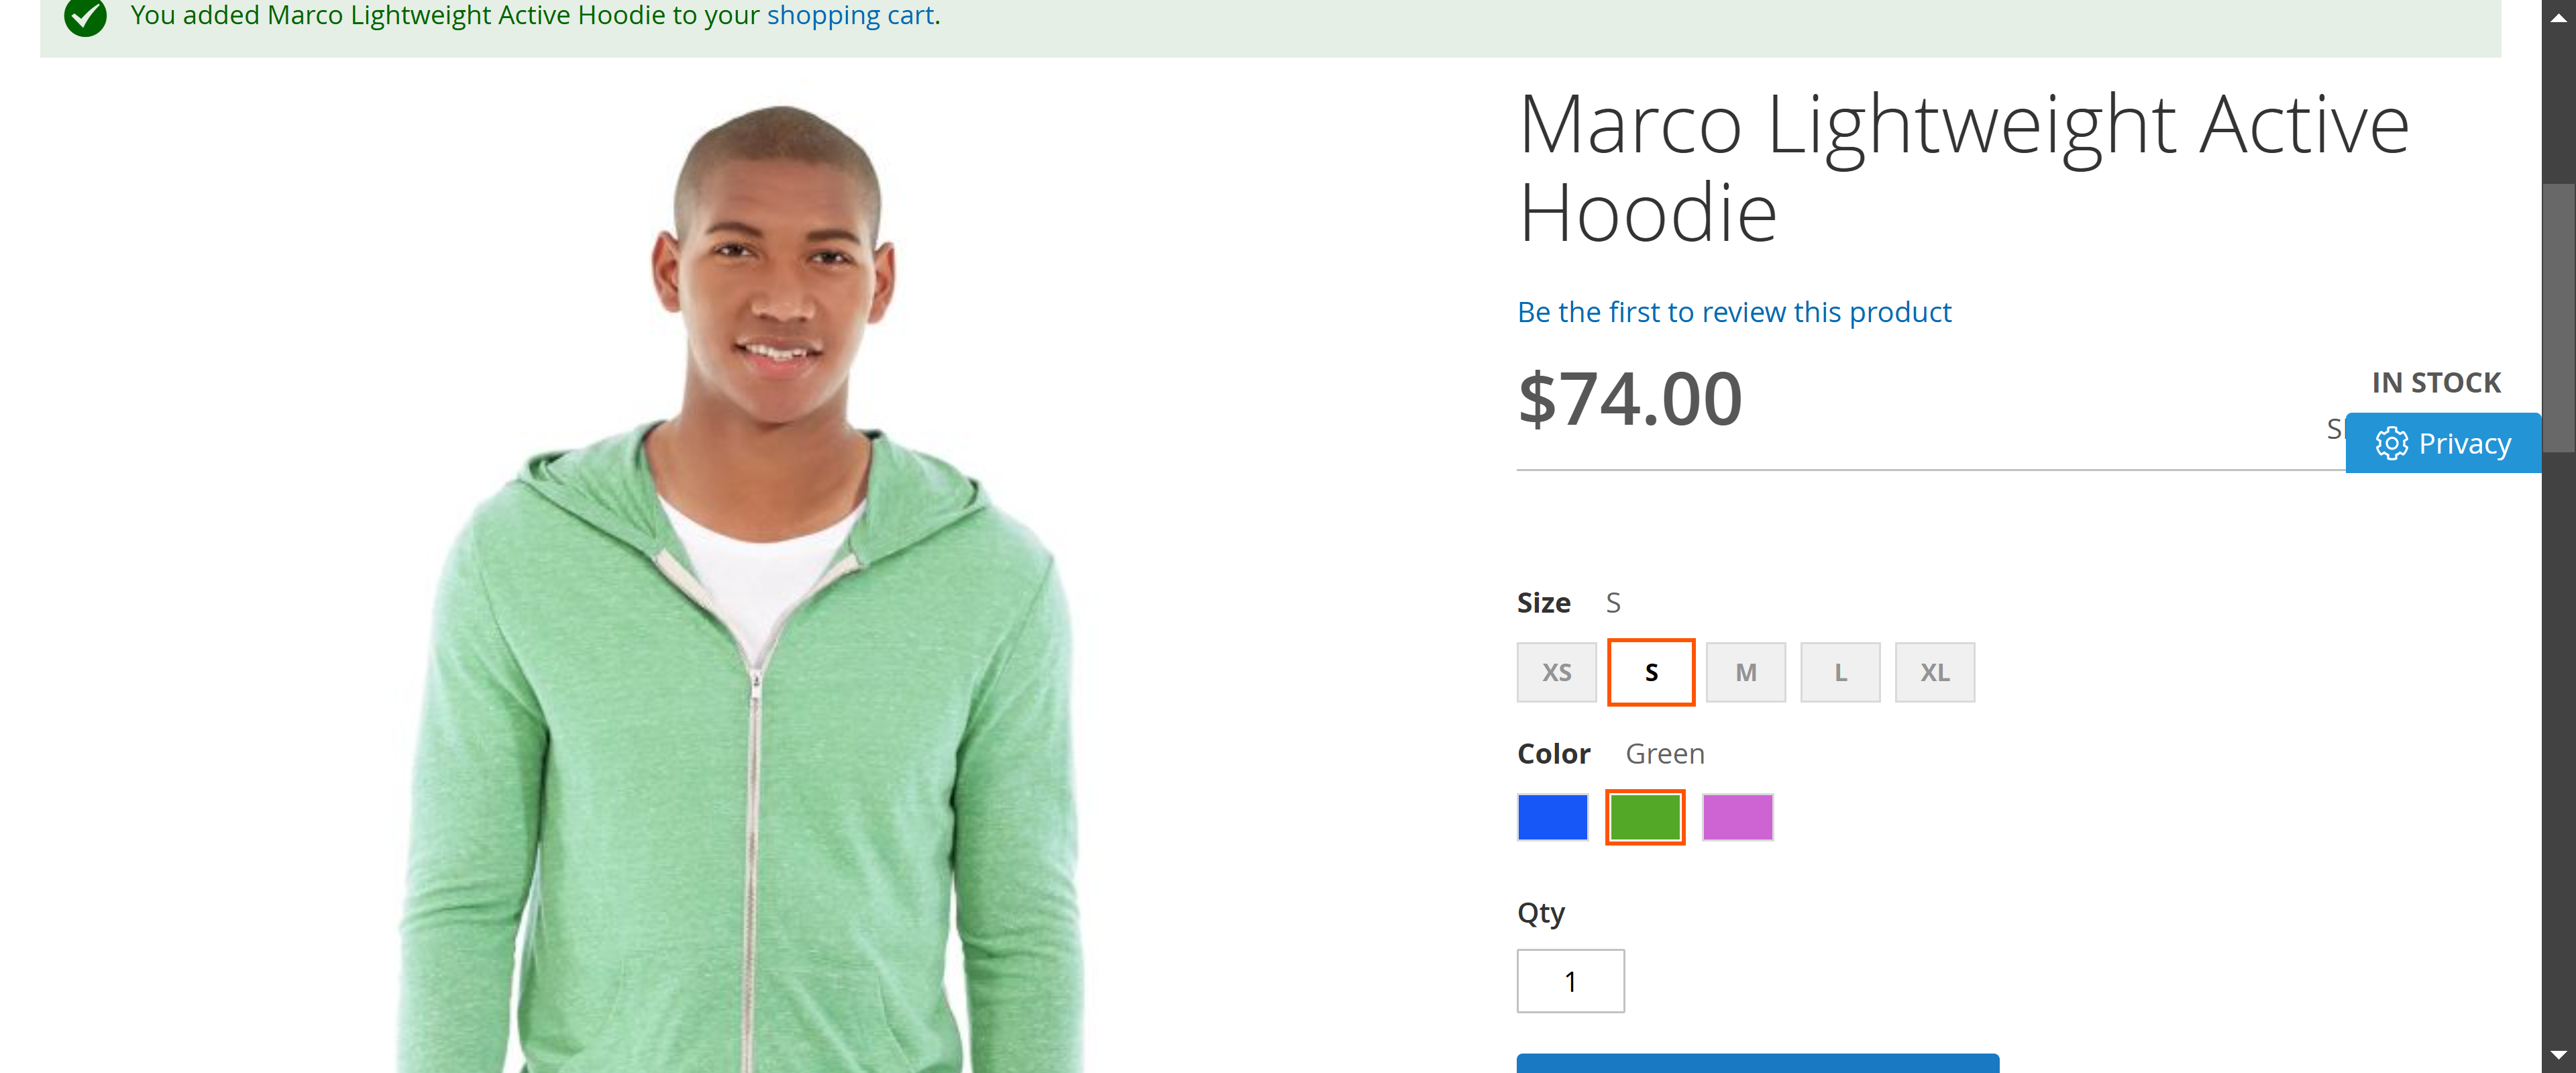 You added Marco Lightweight Active Hoodie to your shopping cart.
Marco Lightweight Active
Hoodie
Be the first to review this product
$74.00
IN STOCK
Privacy
Size S
XS S M L XL
Color Green
Qty
1